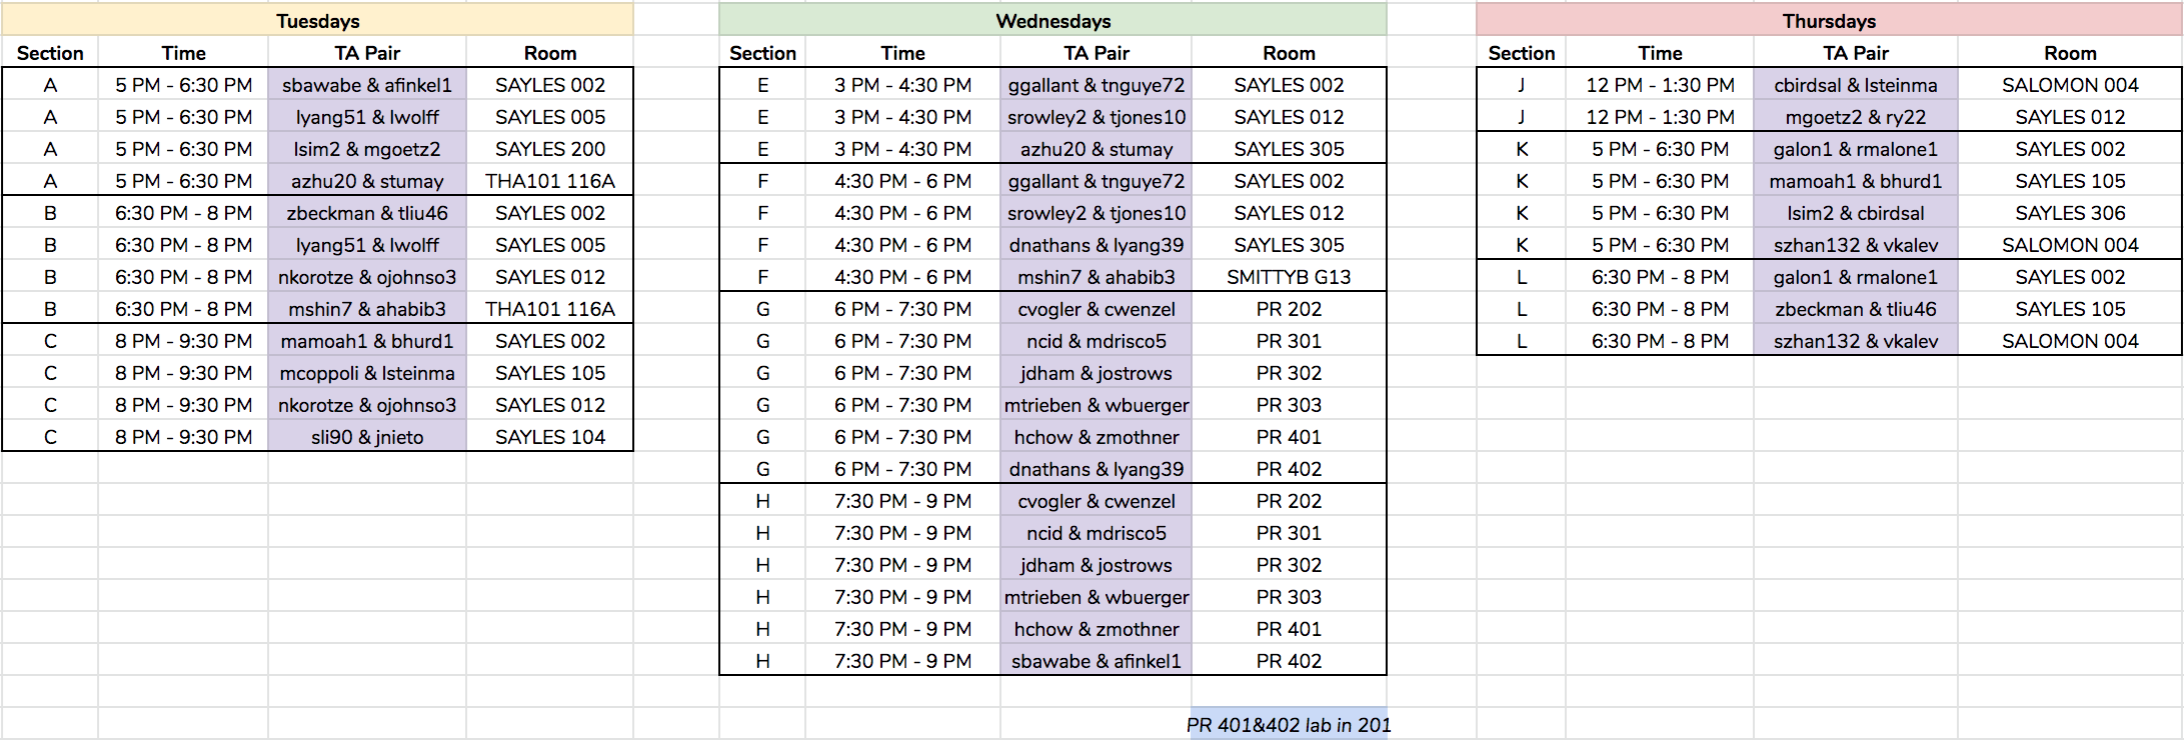 Tuesdays
Section Time TA Pair Room
A 5 PM - 6:30 PM sbawabe & afinkel1 SAYLES 002
A 5 PM - 6:30 PM lyang51 & lwolff SAYLES 005
A 5 PM - 6:30 PM lsim2 & mgoetz2 SAYLES 200
A 5 PM - 6:30 PM azhu20 & stumay THA101 116A
B 6:30 PM - 8 PM zbeckman & tliu46 SAYLES 002
B 6:30 PM - 8 PM lyang51 & lwolff SAYLES 005
B 6:30 PM - 8 PM nkorotze & ojohnso3 SAYLES 012
B 6:30 PM - 8 PM mshin7 & ahabib3 THA101 116A
C 8 PM - 9:30 PM mamoah1 & bhurd1 SAYLES 002
C 8 PM - 9:30 PM mcoppoli & lsteinma SAYLES 105
C 8 PM - 9:30 PM nkorotze & ojohnso3 SAYLES 012
C 8 PM - 9:30 PM sli90 & jnieto SAYLES 104
Wednesdays
Section Time TA Pair Room
E 3 PM - 4:30 PM ggallant & tnguye72 SAYLES 002
E 3 PM - 4:30 PM srowley2 & tjones10 SAYLES 012
E 3 PM - 4:30 PM azhu20 & stumay SAYLES 305
F 4:30 PM - 6 PM ggallant & tnguye72 SAYLES 002
F 4:30 PM - 6 PM srowley2 & tjones10 SAYLES 012
F 4:30 PM - 6 PM dnathans & lyang39 SAYLES 305
F 4:30 PM - 6 PM mshin7 & ahabib3 SMITTYB G13
G 6 PM - 7:30 PM cvogler & cwenzel PR 202
G 6 PM - 7:30 PM ncid & mdrisco5 PR 301
G 6 PM - 7:30 PM jdham & jostrows PR 302
G 6 PM - 7:30 PM mtrieben & wbuerger PR 303
G 6 PM - 7:30 PM hchow & zmothner PR 401
G 6 PM - 7:30 PM dnathans & lyang39 PR 402
H 7:30 PM - 9 PM cvogler & cwenzel PR 202
H 7:30 PM - 9 PM ncid & mdrisco5 PR 301
H 7:30 PM - 9 PM jdham & jostrows PR 302
H 7:30 PM - 9 PM mtrieben & wbuerger PR 303
H 7:30 PM - 9 PM hchow & zmothner PR 401
H 7:30 PM - 9 PM sbawabe & afinkel1 PR 402
PR 401&402 lab in 201
Thursdays
Section Time TA Pair Room
J 12 PM - 1:30 PM cbirdsal & lsteinma SALOMON 004
J 12 PM - 1:30 PM mgoetz2 & ry22 SAYLES 012
K 5 PM - 6:30 PM galon1 & rmalone1 SAYLES 002
K 5 PM - 6:30 PM mamoah1 & bhurd1 SAYLES 105
K 5 PM - 6:30 PM lsim2 & cbirdsal SAYLES 306
K 5 PM - 6:30 PM szhan132 & vkalev SALOMON 004
L 6:30 PM - 8 PM galon1 & rmalone1 SAYLES 002
L 6:30 PM - 8 PM zbeckman & tliu46 SAYLES 105
L 6:30 PM - 8 PM szhan132 & vkalev SALOMON 004